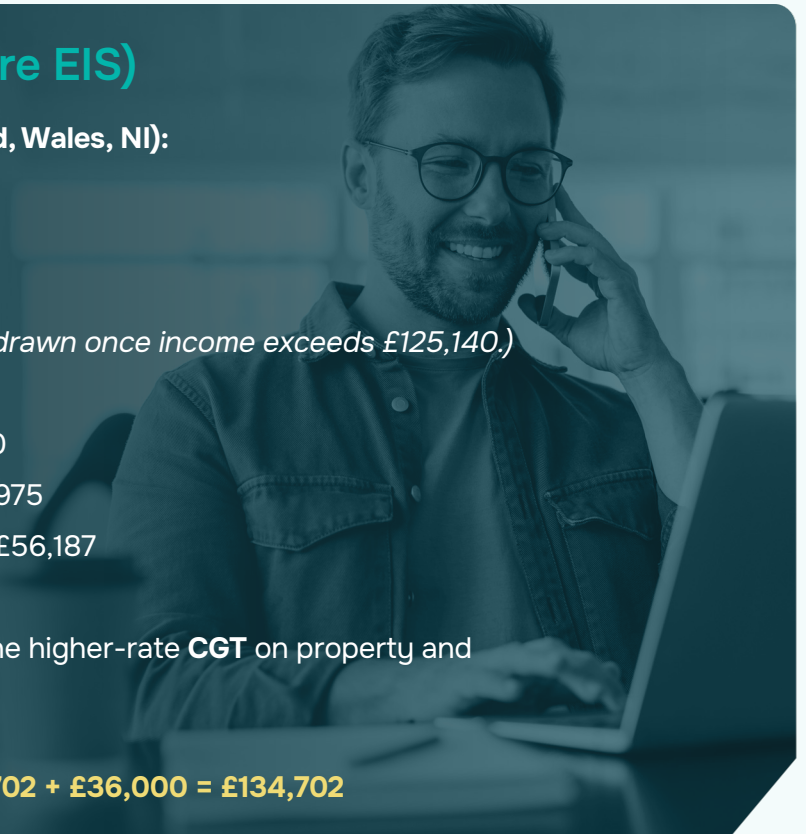 re EIS)
d, Wales, NI):
drawn once income exceeds £125,140.)
0
975
£56,187
ne higher-rate CGT on property and
702 + £36,000 = £134,702